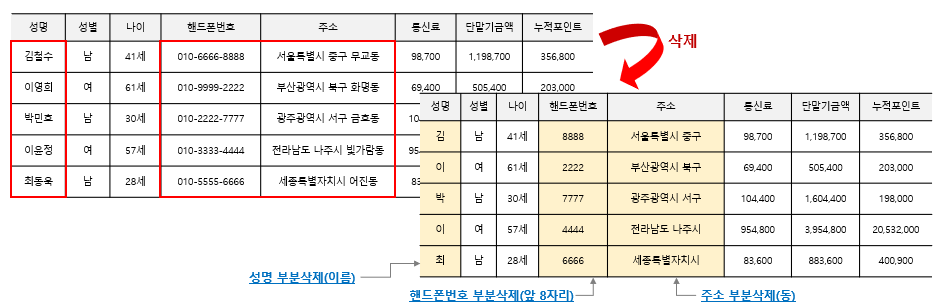 성명 성별 나이 핸드폰번호 주소 통신료 단말기금액 누적포인트
김철수 남 41세 010-6666-8888 서울특별시 중구 무교동 98,700 1,198,700 356,800
이영희 여 61세 010-9999-2222 부산광역시 북구 화명동 69,400 505,400 203,000
박민호 남 30세 010-2222-7777 광주광역시 서구 금호동 10
이윤정 여 57세 010-3333-4444 전라남도 나주시 빛가람동 95
최동욱 남 28세 010-5555-6666 세종특별자치시 어진동 83
삭제
성명 성별 나이 핸드폰번호 주소 통신료 단말기금액 누적포인트
김 남 41세 8888 서울특별시 중구 98,700 1,198,700 356,800
이 여 61세 2222 부산광역시 북구 69,400 505,400 203,000
박 남 30세 7777 광주광역시 서구 104,400 1,604,400 198,000
이 여 57세 4444 전라남도 나주시 954,800 3,954,800 20,532,000
최 남 28세 6666 세종특별자치시 83,600 883,600 400,900
성명 부분삭제(이름)
핸드폰번호 부분삭제(앞 8자리)
주소 부분삭제(동)